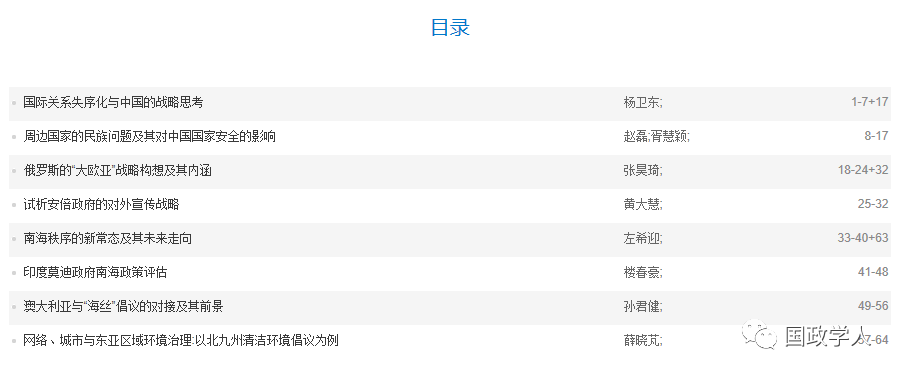 目录
国际关系失序化与中国的战略思考 杨卫东; 1-7+17
周边国家的民族问题及其对中国国家安全的影响 赵磊;胥慧颖; 8-17
俄罗斯的“大欧亚”战略构想及其内涵 张昊琦; 18-24+32
试析安倍政府的对外宣传战略 黄大慧; 25-32
南海秩序的新常态及其未来走向 左希迎; 33-40+63
印度莫迪政府南海政策评估 楼春豪; 41-48
澳大利亚与“海丝”倡议的对接及其前景 孙君健; 49-56
网络、城市与东亚区域环境治理:以北九州清洁环境倡议为例 薛晓芃; 57-64
国政学人